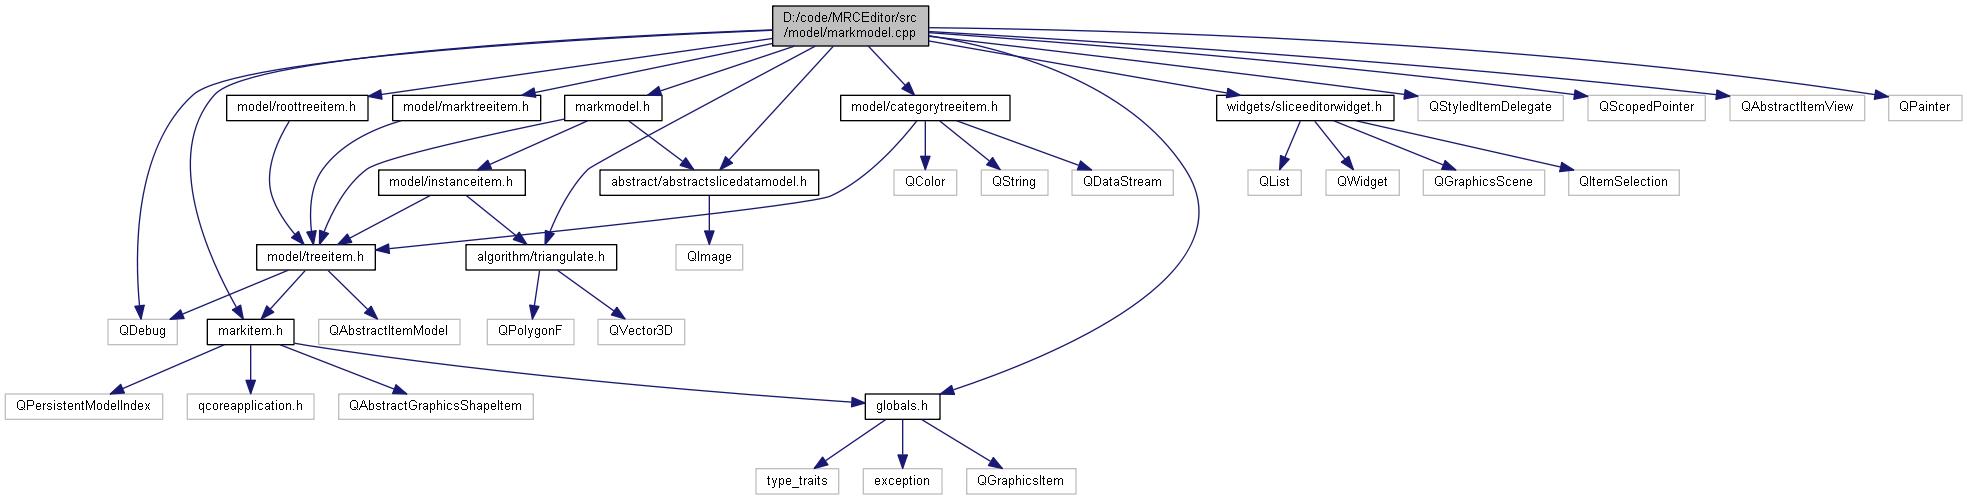 D:/code/MRCEditor/src
/model/markmodel.cpp
model/roottreeitem.h
model/marktreeitem.h
markmodel.h
model/categorytreeitem.h
widgets/sliceeditorwidget.h
QStyledItemDelegate
QScopedPointer
QAbstractItemView
QPainter
model/instanceitem.h
abstract/abstractslicedatamodel.h
QColor
QString
QDataStream
QList
QWidget
QGraphicsScene
QItemSelection
model/treeitem.h
algorithm/triangulate.h
QImage
QDebug
markitem.h
QAbstractItemModel
QPolygonF
QVector3D
QPersistentModelIndex
qcoreapplication.h
QAbstractGraphicsShapeItem
globals.h
type_traits
exception
QGraphicsItem